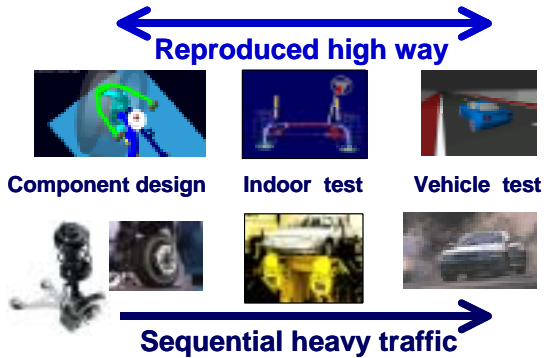 Reproduced high way
Component design Indoor test Vehicle test
Sequential heavy traffic